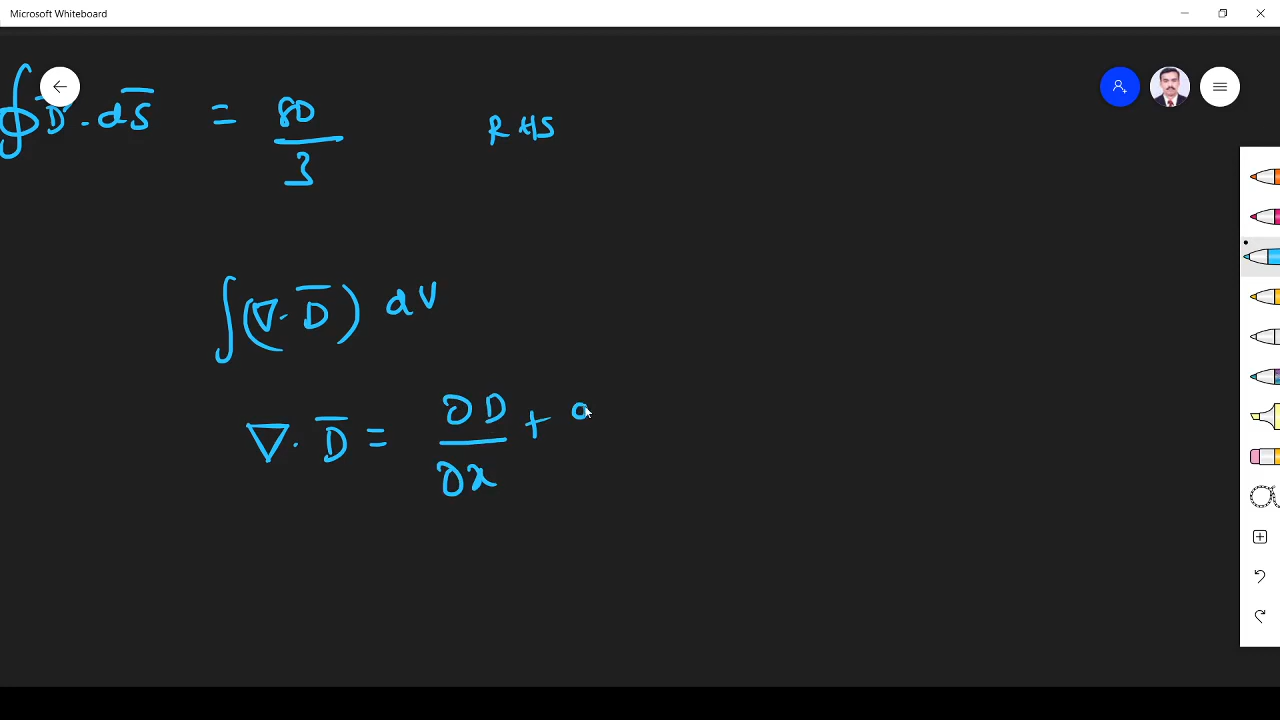 Microsoft Whiteboard
∮ D̅ · dS̅ = 80/3 RHS
∫(∇ · D̅) dV
∇ · D̅ = ∂D/∂x + ∂